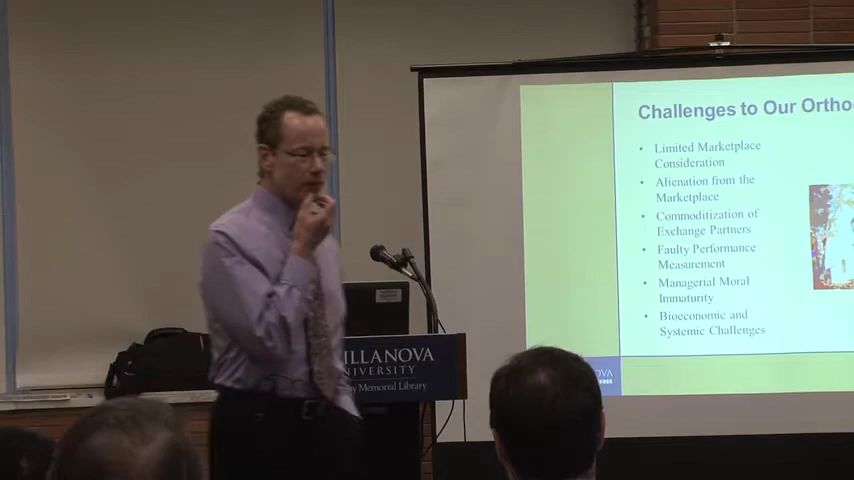 Challenges to Our
• Limited Marketplace
Consideration
• Alienation from the
Marketplace
• Commoditization of
Exchange Partners
• Faulty Performance
Measurement
• Managerial Moral
Immaturity
• Bioeconomic and
Systemic Challenges
ILLANOVA
UNIVERSITY
Memorial Library
NOVA